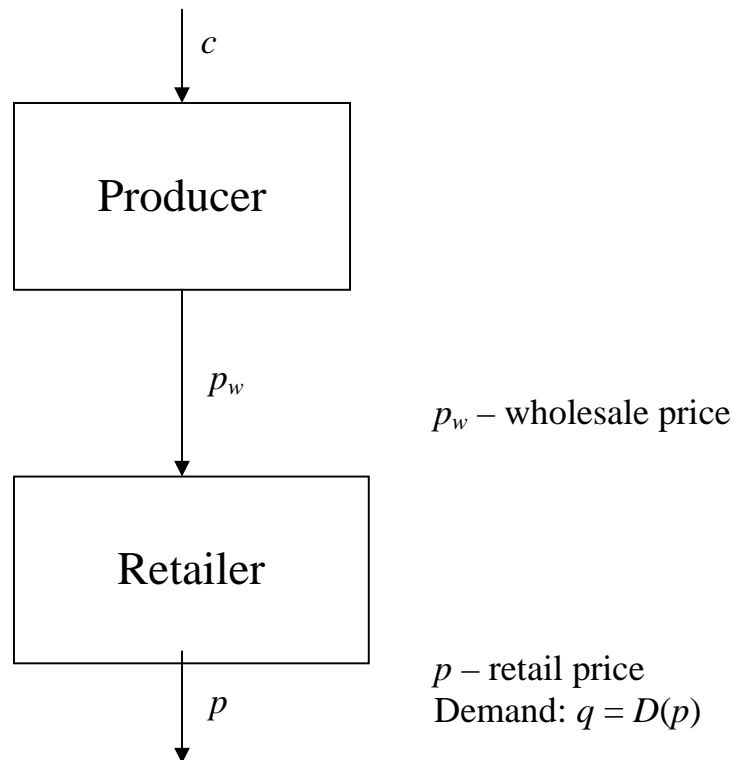 c
Producer
p_w
p_w – wholesale price
Retailer
p – retail price
p
Demand: q = D(p)